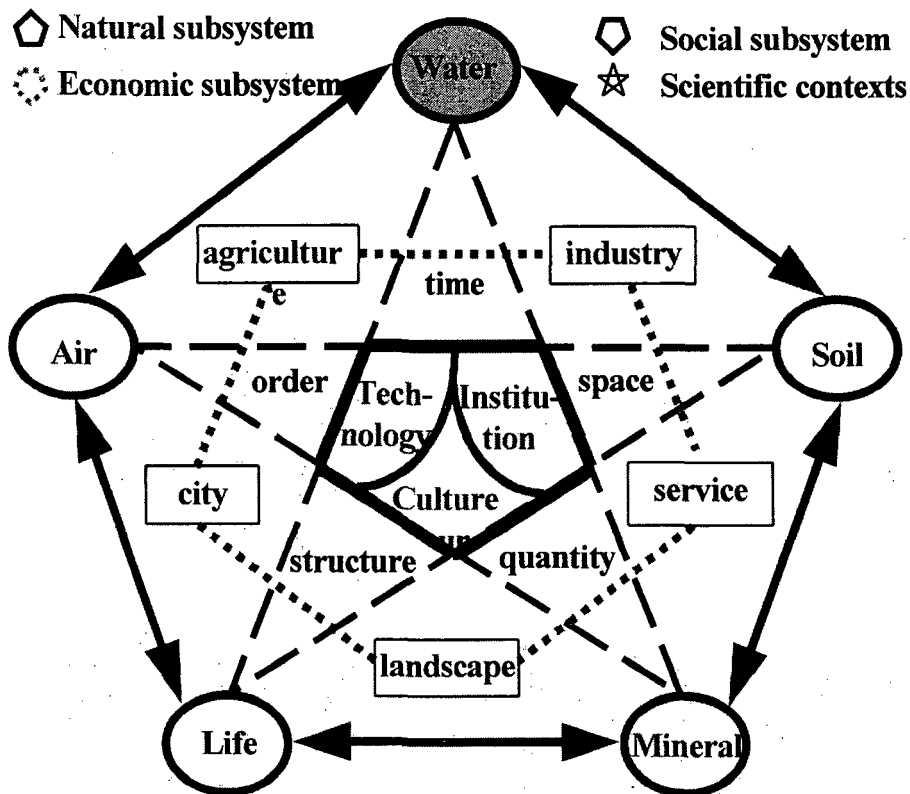 Natural subsystem
Social subsystem
Economic subsystem
Scientific contexts
Water
agricultur
e
industry
time
Air
Soil
order
space
Tech-
nology
Institu-
tion
city
service
Culture
structure
quantity
landscape
Life
Mineral